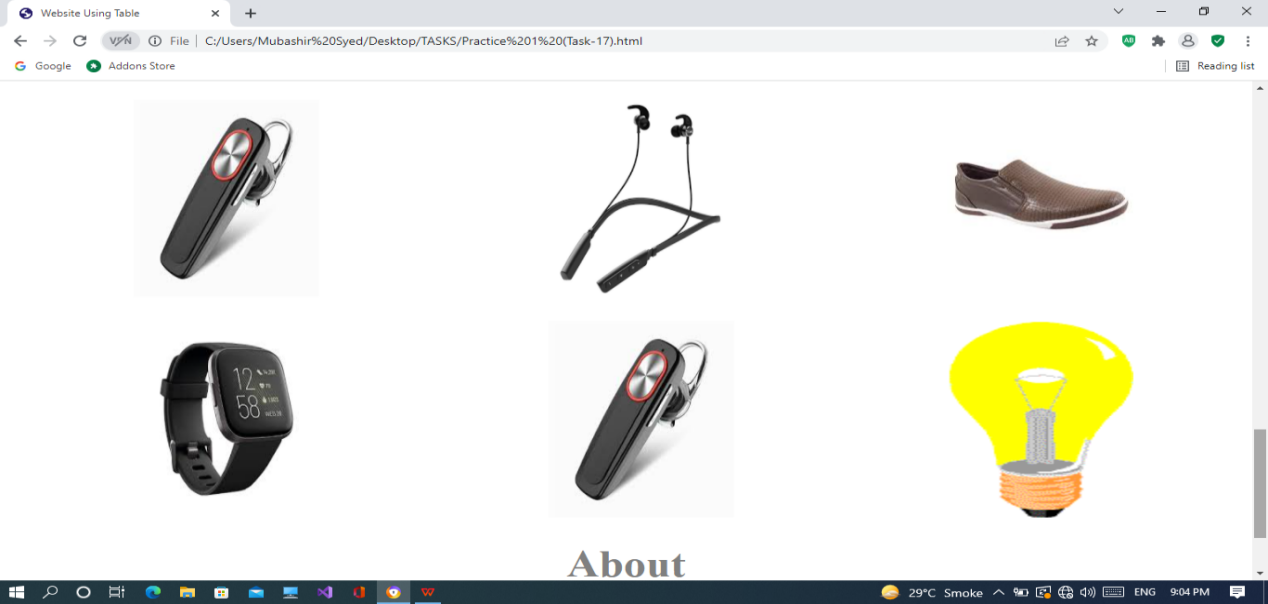 Website Using Table
VPN File C:/Users/Mubashir%20Syed/Desktop/TASKS/Practice%201%20(Task-17).html
Google Addons Store Reading list
12
58
About
29°C Smoke ENG 9:04 PM